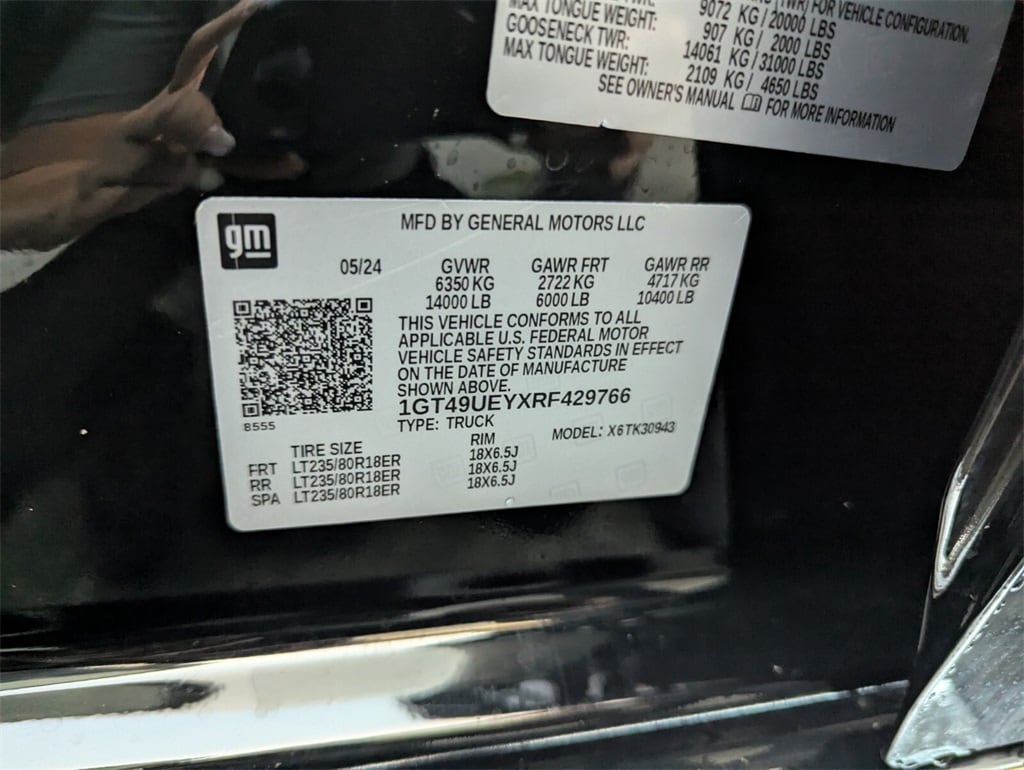 (TWR) FOR VEHICLE CONFIGURATION.
TWR: 9072 KG / 20000 LBS
MAX TONGUE WEIGHT: 907 KG / 2000 LBS
GOOSENECK TWR: 14061 KG / 31000 LBS
MAX TONGUE WEIGHT: 2109 KG / 4650 LBS
SEE OWNER'S MANUAL FOR MORE INFORMATION
gm
MFD BY GENERAL MOTORS LLC
05/24 GVWR GAWR FRT GAWR RR
6350 KG 2722 KG 4717 KG
14000 LB 6000 LB 10400 LB
THIS VEHICLE CONFORMS TO ALL
APPLICABLE U.S. FEDERAL MOTOR
VEHICLE SAFETY STANDARDS IN EFFECT
ON THE DATE OF MANUFACTURE
SHOWN ABOVE.
1GT49UEYXRF429766
8555
TYPE: TRUCK
MODEL: X6TK30943
TIRE SIZE RIM
FRT LT235/80R18ER 18X6.5J
RR LT235/80R18ER 18X6.5J
SPA LT235/80R18ER 18X6.5J